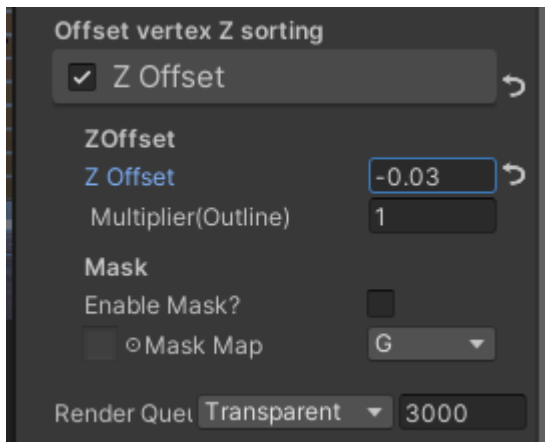 Offset vertex Z sorting
Z Offset
ZOffset
Z Offset -0.03
Multiplier(Outline) 1
Mask
Enable Mask?
Mask Map G
Render Queu Transparent 3000